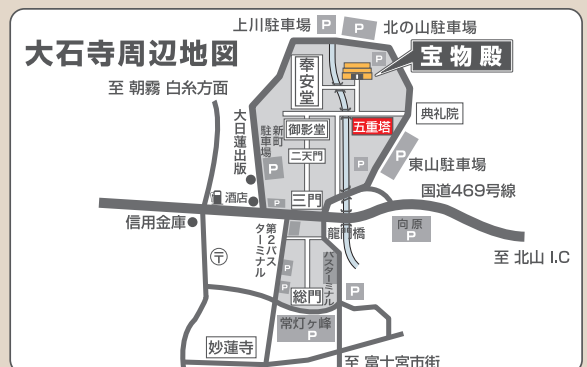 大石寺周辺地図
上川駐車場 P
P 北の山駐車場
宝物殿
P
奉安堂
至 朝霧 白糸方面
典礼院
大日蓮出版
新町駐車場
P
御影堂
五重塔
二天門
P
P
東山駐車場
国道469号線
酒店
P
三門
信用金庫
向原
P
第2バスターミナル
龍門橋
至 北山 I.C
〒
バスターミナル
P
P
総門
P
常灯ヶ峰
P
妙蓮寺
至 富士宮市街